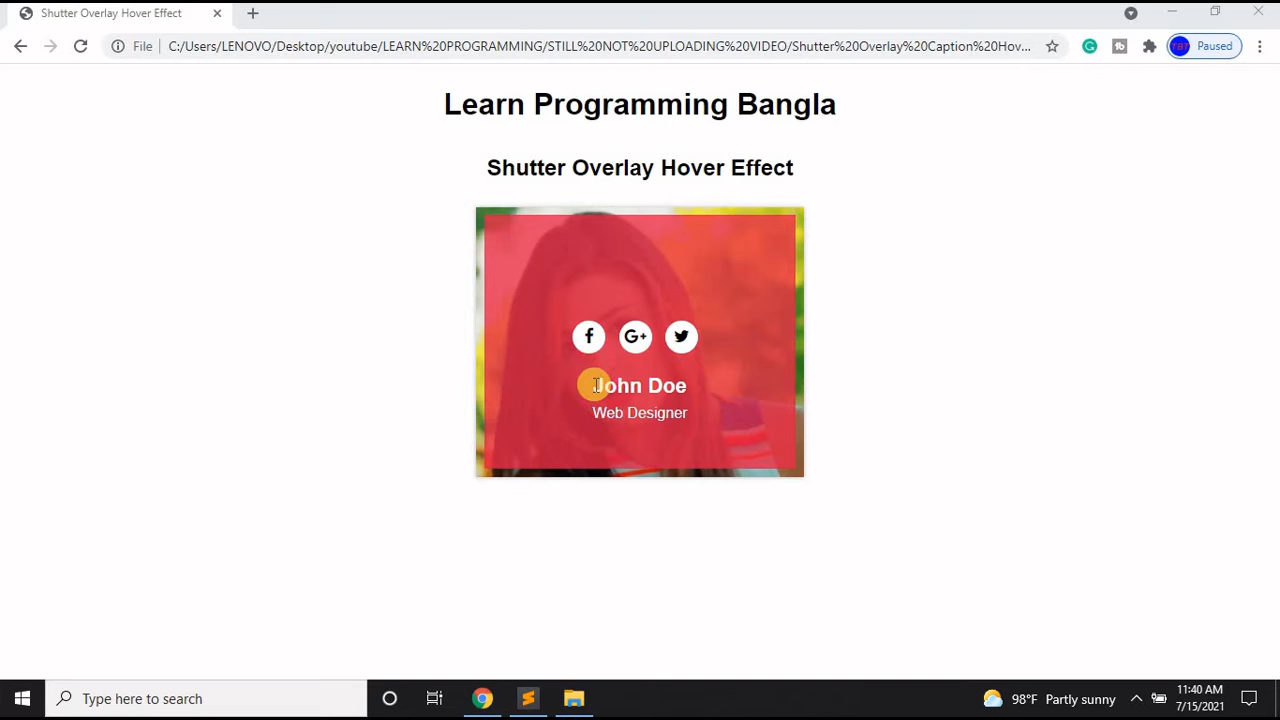 Shutter Overlay Hover Effect
File
C:/Users/LENOVO/Desktop/youtube/LEARN%20PROGRAMMING/STILL%20NOT%20UPLOADING%20VIDEO/Shutter%20Overlay%20Caption%20Hov...
TBT
Paused
Learn Programming Bangla
Shutter Overlay Hover Effect
f G+
John Doe
Web Designer
Type here to search
98°F Partly sunny
11:40 AM
7/15/2021